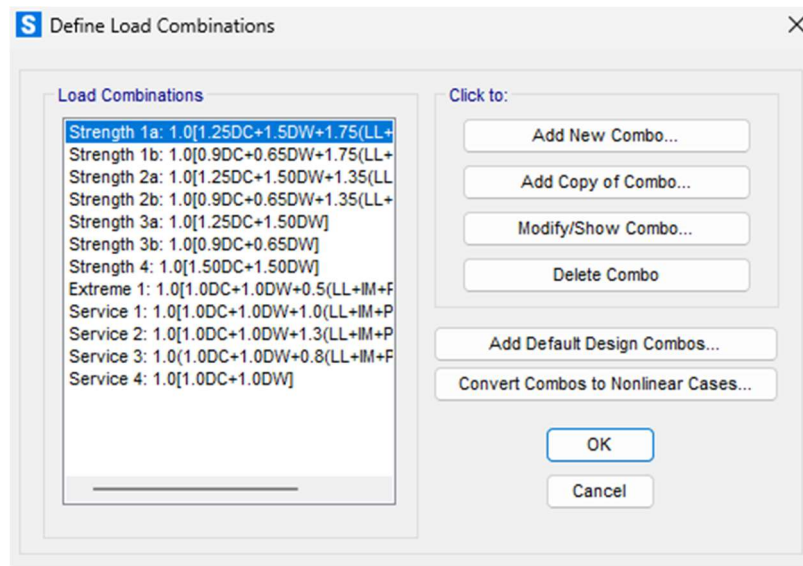 S Define Load Combinations
Load Combinations
Strength 1a: 1.0[1.25DC+1.5DW+1.75(LL+
Strength 1b: 1.0[0.9DC+0.65DW+1.75(LL+
Strength 2a: 1.0[1.25DC+1.50DW+1.35(LL
Strength 2b: 1.0[0.9DC+0.65DW+1.35(LL+
Strength 3a: 1.0[1.25DC+1.50DW]
Strength 3b: 1.0[0.9DC+0.65DW]
Strength 4: 1.0[1.50DC+1.50DW]
Extreme 1: 1.0[1.0DC+1.0DW+0.5(LL+IM+F
Service 1: 1.0[1.0DC+1.0DW+1.0(LL+IM+P
Service 2: 1.0[1.0DC+1.0DW+1.3(LL+IM+P
Service 3: 1.0(1.0DC+1.0DW+0.8(LL+IM+F
Service 4: 1.0[1.0DC+1.0DW]
Click to:
Add New Combo...
Add Copy of Combo...
Modify/Show Combo...
Delete Combo
Add Default Design Combos...
Convert Combos to Nonlinear Cases...
OK
Cancel